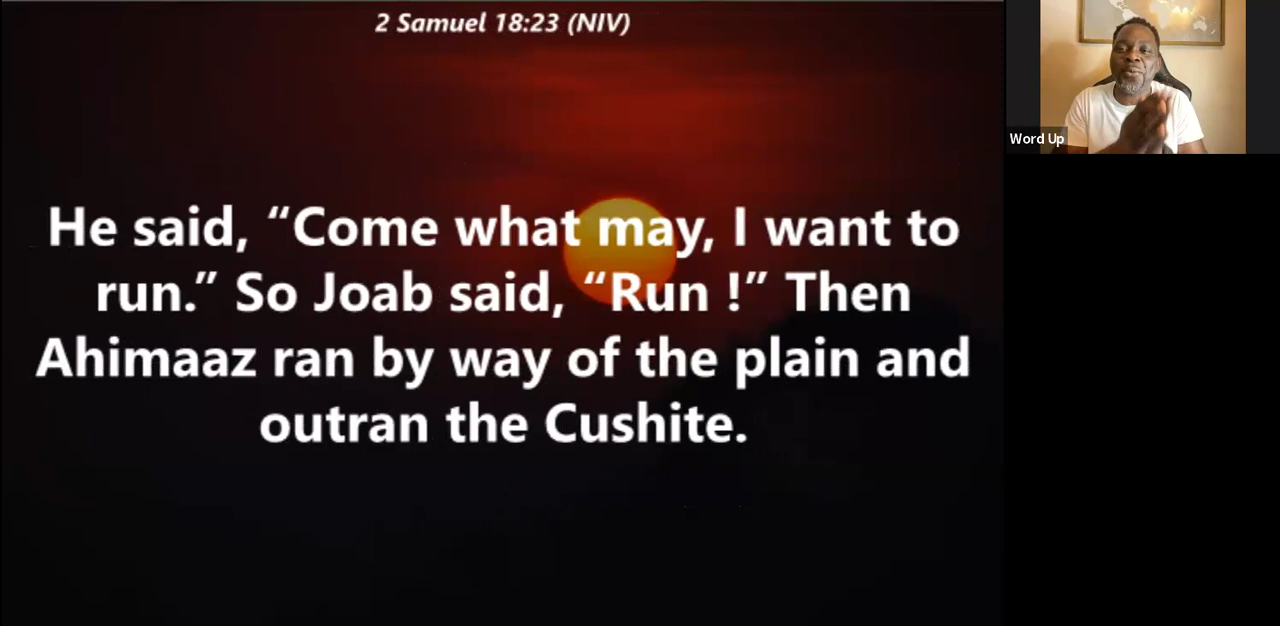 2 Samuel 18:23 (NIV)
He said, “Come what may, I want to
run.” So Joab said, “Run !” Then
Ahimaaz ran by way of the plain and
outran the Cushite.
Word Up